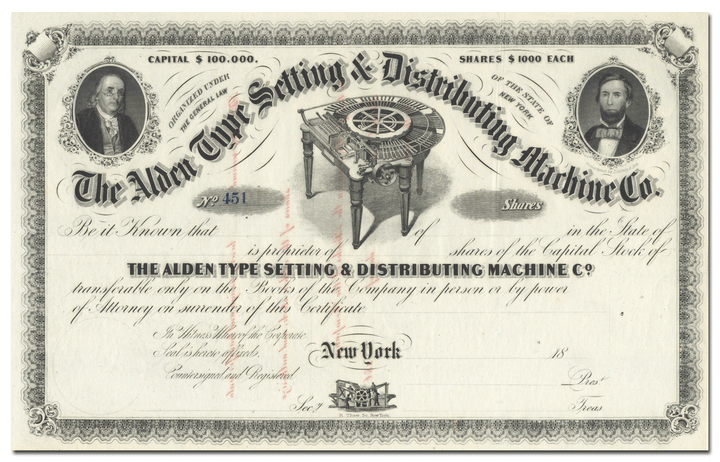 CAPITAL $ 100.000.
SHARES $ 1000 EACH
ORGANIZED UNDER
THE GENERAL LAW
OF THE STATE OF
NEW YORK
The Alden Type Setting & Distributing Machine Co.
No 451
Shares
Be it Known that of in the State of
is proprietor of shares of the Capital Stock of
THE ALDEN TYPE SETTING & DISTRIBUTING MACHINE Co
transferable only on the Books of the Company in person or by power
of Attorney on surrender of this Certificate
In Witness Whereof the Corporate
Seal is hereto affixed.
Countersigned and Registered
New York 18
Prest
Secy
Treas